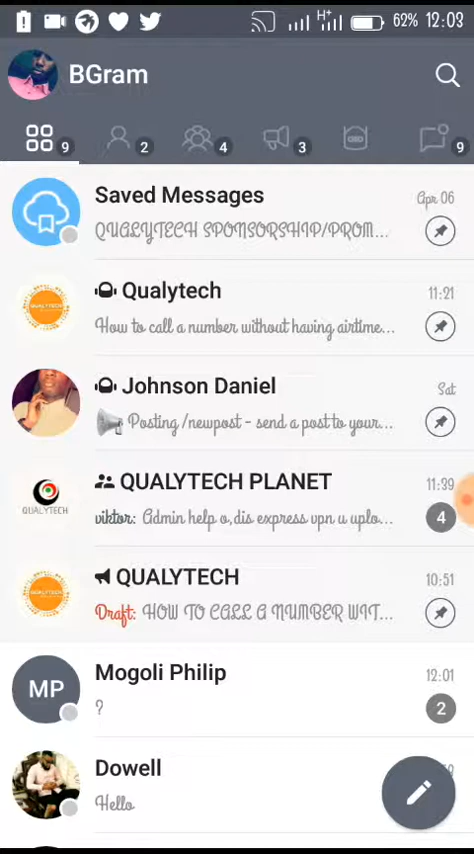 62% 12:03
BGram
9 2 4 3 9
Saved Messages Apr 06
QUALYTECH SPONSORSHIP/PROM...
Qualytech 11:21
How to call a number without having airtime...
Johnson Daniel Sat
Posting /newpost - send a post to your...
QUALYTECH
QUALYTECH PLANET 11:39
viktor: Admin help o,dis express vpn u uplo... 4
QUALYTECH 10:51
Draft: HOW TO CALL A NUMBER WIT...
MP
Mogoli Philip 12:01
? 2
Dowell
Hello